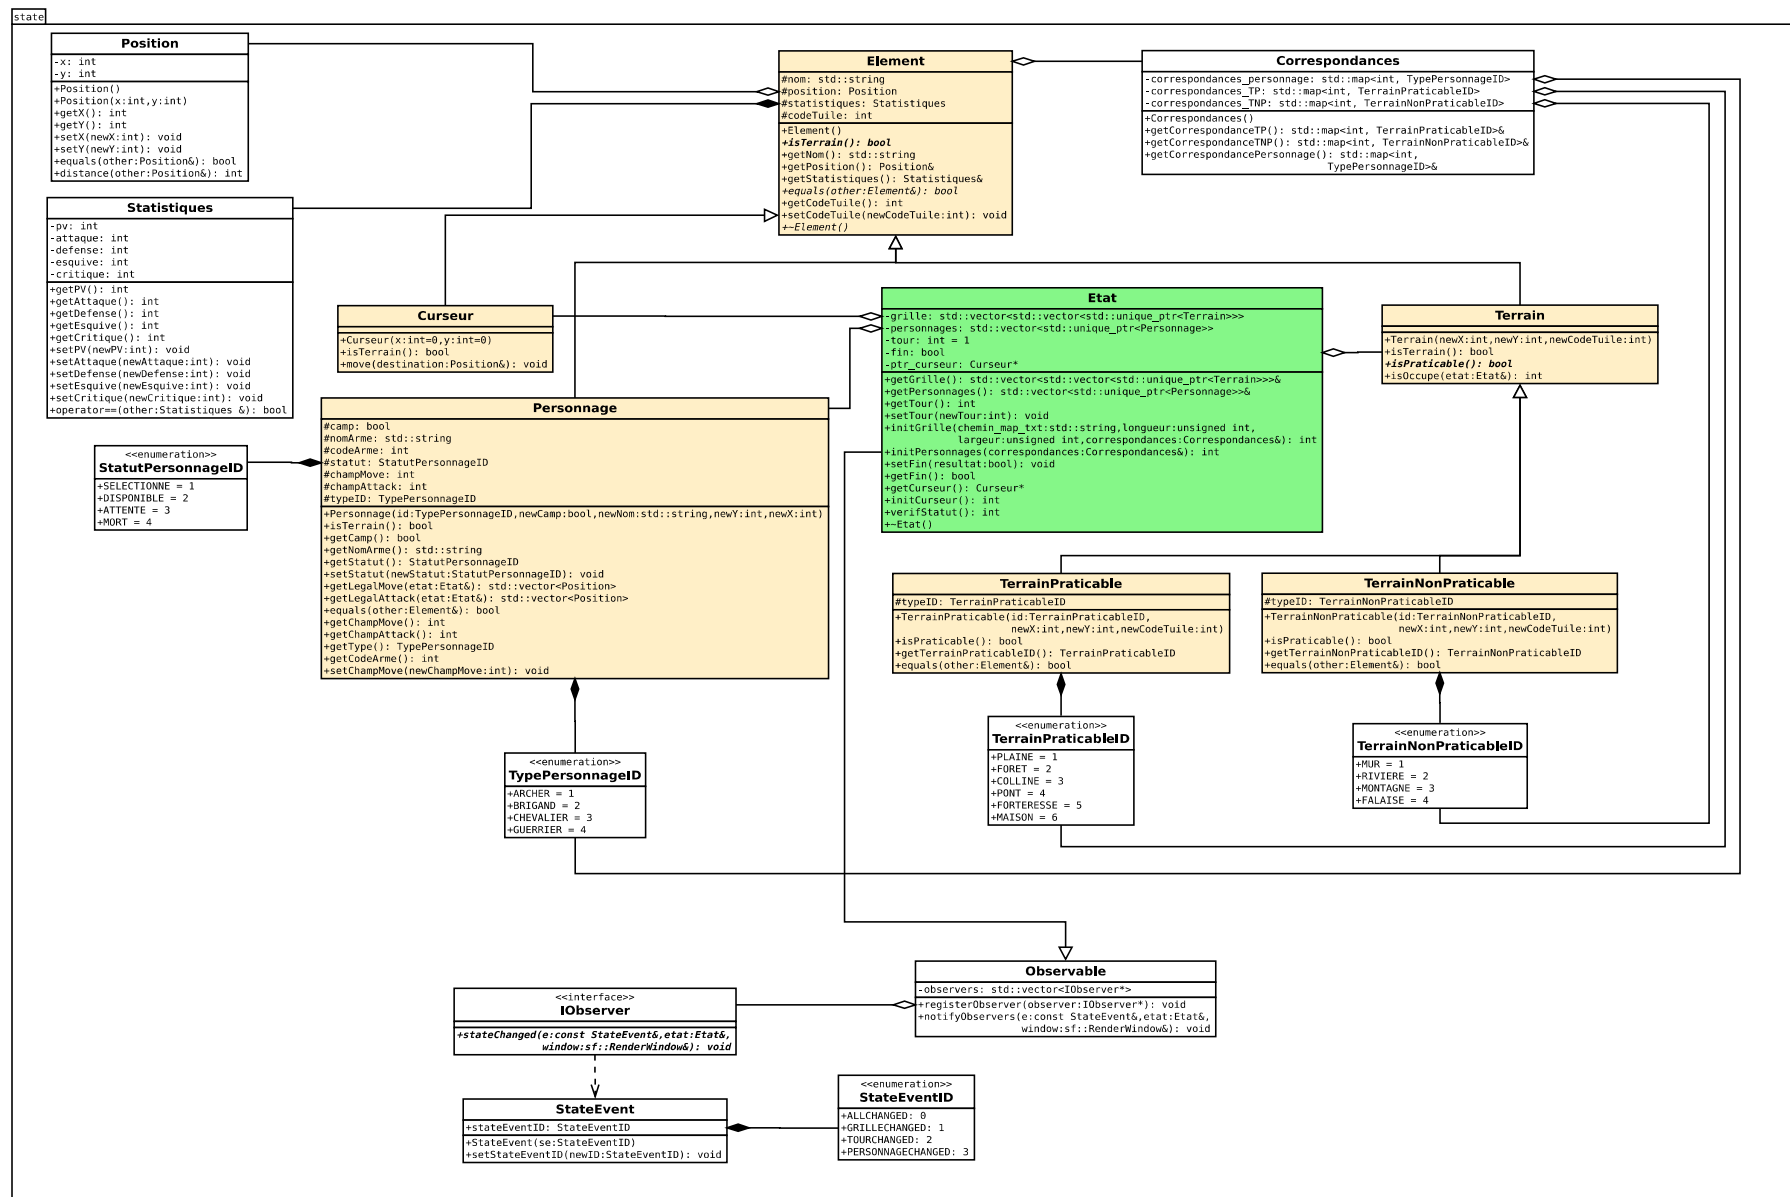 state
Position
-x: int
-y: int
+Position()
+Position(x:int,y:int)
+getX(): int
+getY(): int
+setX(newX:int): void
+setY(newY:int): void
+equals(other:Position&): bool
+distance(other:Position&): int
Element
#nom: std::string
#position: Position
#statistiques: Statistiques
#codeTuile: int
+Element()
+isTerrain(): bool
+getNom(): std::string
+getPosition(): Position&
+getStatistiques(): Statistiques&
+equals(other:Element&): bool
+getCodeTuile(): int
+setCodeTuile(newCodeTuile:int): void
+~Element()
Correspondances
-correspondances_personnage: std::map<int, TypePersonnageID>
-correspondances_TP: std::map<int, TerrainPraticableID>
-correspondances_TNP: std::map<int, TerrainNonPraticableID>
+Correspondances()
+getCorrespondanceTP(): std::map<int, TerrainPraticableID>&
+getCorrespondanceTNP(): std::map<int, TerrainNonPraticableID>&
+getCorrespondancePersonnage(): std::map<int,
TypePersonnageID>&
Statistiques
-pv: int
-attaque: int
-defense: int
-esquive: int
-critique: int
+getPV(): int
+getAttaque(): int
+getDefense(): int
+getEsquive(): int
+getCritique(): int
+setPV(newPV:int): void
+setAttaque(newAttaque:int): void
+setDefense(newDefense:int): void
+setEsquive(newEsquive:int): void
+setCritique(newCritique:int): void
+operator==(other:Statistiques &): bool
Curseur
+Curseur(x:int=0,y:int=0)
+isTerrain(): bool
+move(destination:Position&): void
Etat
-grille: std::vector<std::vector<std::unique_ptr<Terrain>>>
-personnages: std::vector<std::unique_ptr<Personnage>>
-tour: int = 1
-fin: bool
-ptr_curseur: Curseur*
+getGrille(): std::vector<std::vector<std::unique_ptr<Terrain>>>&
+getPersonnages(): std::vector<std::unique_ptr<Personnage>>&
+getTour(): int
+setTour(newTour:int): void
+initGrille(chemin_map_txt:std::string,longueur:unsigned int,
largeur:unsigned int,correspondances:Correspondances&): int
+initPersonnages(correspondances:Correspondances&): int
+setFin(resultat:bool): void
+getFin(): bool
+getCurseur(): Curseur*
+initCurseur(): int
+verifStatut(): int
+~Etat()
Terrain
+Terrain(newX:int,newY:int,newCodeTuile:int)
+isTerrain(): bool
+isPraticable(): bool
+isOccupe(etat:Etat&): int
Personnage
#camp: bool
#nomArme: std::string
#codeArme: int
#statut: StatutPersonnageID
#champMove: int
#champAttack: int
#typeID: TypePersonnageID
+Personnage(id:TypePersonnageID,newCamp:bool,newNom:std::string,newY:int,newX:int)
+isTerrain(): bool
+getCamp(): bool
+getNomArme(): std::string
+getStatut(): StatutPersonnageID
+setStatut(newStatut:StatutPersonnageID): void
+getLegalMove(etat:Etat&): std::vector<Position>
+getLegalAttack(etat:Etat&): std::vector<Position>
+equals(other:Element&): bool
+getChampMove(): int
+getChampAttack(): int
+getType(): TypePersonnageID
+getCodeArme(): int
+setChampMove(newChampMove:int): void
<<enumeration>>
StatutPersonnageID
+SELECTIONNE = 1
+DISPONIBLE = 2
+ATTENTE = 3
+MORT = 4
TerrainPraticable
#typeID: TerrainPraticableID
+TerrainPraticable(id:TerrainPraticableID,
newX:int,newY:int,newCodeTuile:int)
+isPraticable(): bool
+getTerrainPraticableID(): TerrainPraticableID
+equals(other:Element&): bool
TerrainNonPraticable
#typeID: TerrainNonPraticableID
+TerrainNonPraticable(id:TerrainNonPraticableID,
newX:int,newY:int,newCodeTuile:int)
+isPraticable(): bool
+getTerrainNonPraticableID(): TerrainNonPraticableID
+equals(other:Element&): bool
<<enumeration>>
TypePersonnageID
+ARCHER = 1
+BRIGAND = 2
+CHEVALIER = 3
+GUERRIER = 4
<<enumeration>>
TerrainPraticableID
+PLAINE = 1
+FORET = 2
+COLLINE = 3
+PONT = 4
+FORTERESSE = 5
+MAISON = 6
<<enumeration>>
TerrainNonPraticableID
+MUR = 1
+RIVIERE = 2
+MONTAGNE = 3
+FALAISE = 4
Observable
-observers: std::vector<IObserver*>
+registerObserver(observer:IObserver*): void
+notifyObservers(e:const StateEvent&,etat:Etat&,
window:sf::RenderWindow&): void
<<interface>>
IObserver
+stateChanged(e:const StateEvent&,etat:Etat&,
window:sf::RenderWindow&): void
StateEvent
+stateEventID: StateEventID
+StateEvent(se:StateEventID)
+setStateEventID(newID:StateEventID): void
<<enumeration>>
StateEventID
+ALLCHANGED: 0
+GRILLECHANGED: 1
+TOURCHANGED: 2
+PERSONNAGECHANGED: 3